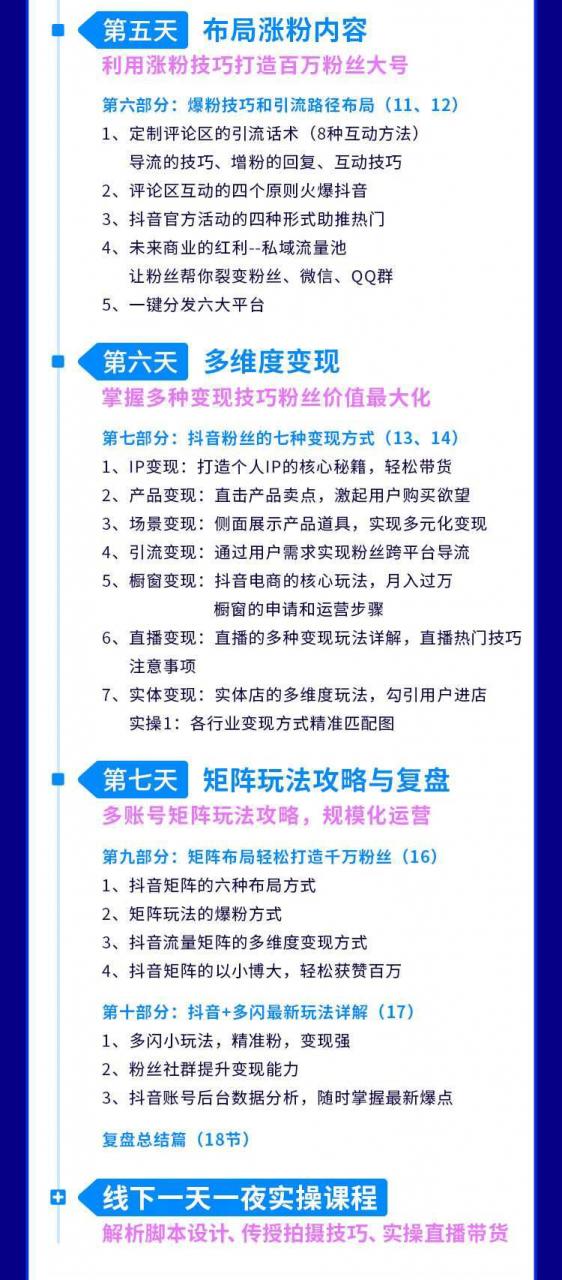 第五天 布局涨粉内容
利用涨粉技巧打造百万粉丝大号
第六部分：爆粉技巧和引流路径布局（11、12）
1、定制评论区的引流话术（8种互动方法）
导流的技巧、增粉的回复、互动技巧
2、评论区互动的四个原则火爆抖音
3、抖音官方活动的四种形式助推热门
4、未来商业的红利--私域流量池
让粉丝帮你裂变粉丝、微信、QQ群
5、一键分发六大平台
第六天 多维度变现
掌握多种变现技巧粉丝价值最大化
第七部分：抖音粉丝的七种变现方式（13、14）
1、IP变现：打造个人IP的核心秘籍，轻松带货
2、产品变现：直击产品卖点，激起用户购买欲望
3、场景变现：侧面展示产品道具，实现多元化变现
4、引流变现：通过用户需求实现粉丝跨平台导流
5、橱窗变现：抖音电商的核心玩法，月入过万
橱窗的申请和运营步骤
6、直播变现：直播的多种变现玩法详解，直播热门技巧
注意事项
7、实体变现：实体店的多维度玩法，勾引用户进店
实操1：各行业变现方式精准匹配图
第七天 矩阵玩法攻略与复盘
多账号矩阵玩法攻略，规模化运营
第九部分：矩阵布局轻松打造千万粉丝（16）
1、抖音矩阵的六种布局方式
2、矩阵玩法的爆粉方式
3、抖音流量矩阵的多维度变现方式
4、抖音矩阵的以小博大，轻松获赞百万
第十部分：抖音+多闪最新玩法详解（17）
1、多闪小玩法，精准粉，变现强
2、粉丝社群提升变现能力
3、抖音账号后台数据分析，随时掌握最新爆点
复盘总结篇（18节）
线下一天一夜实操课程
解析脚本设计、传授拍摄技巧、实操直播带货